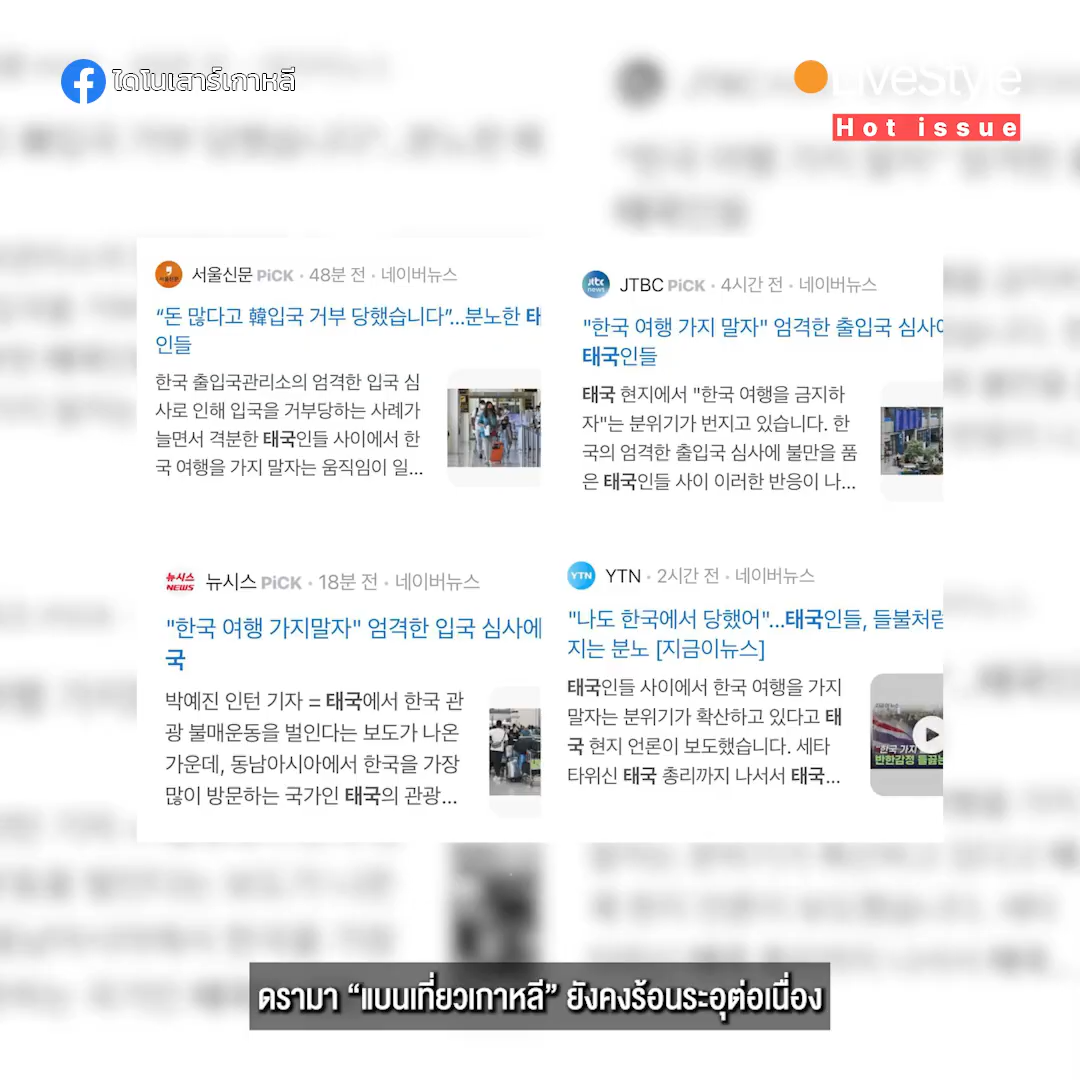 ไดโนเสาร์เกาหลี
LiveStyle
Hot issue
서울신문 PiCK · 48분 전 · 네이버뉴스
“돈 많다고 韓입국 거부 당했습니다”...분노한 태
인들
한국 출입국관리소의 엄격한 입국 심
사로 인해 입국을 거부당하는 사례가
늘면서 격분한 태국인들 사이에서 한
국 여행을 가지 말자는 움직임이 일...
JTBC PiCK · 4시간 전 · 네이버뉴스
"한국 여행 가지 말자" 엄격한 출입국 심사에
태국인들
태국 현지에서 "한국 여행을 금지하
자"는 분위기가 번지고 있습니다. 한
국의 엄격한 출입국 심사에 불만을 품
은 태국인들 사이 이러한 반응이 나...
뉴시스 NEWS
뉴시스 PiCK · 18분 전 · 네이버뉴스
"한국 여행 가지말자" 엄격한 입국 심사에
국
박예진 인턴 기자 = 태국에서 한국 관
광 불매운동을 벌인다는 보도가 나온
가운데, 동남아시아에서 한국을 가장
많이 방문하는 국가인 태국의 관광...
YTN
YTN · 2시간 전 · 네이버뉴스
"나도 한국에서 당했어"...태국인들, 들불처럼
지는 분노 [지금이뉴스]
태국인들 사이에서 한국 여행을 가지
말자는 분위기가 확산하고 있다고 태
국 현지 언론이 보도했습니다. 세타
타위신 태국 총리까지 나서서 태국...
"한국 가지
반한감정 들끓는
ดรามา “แบนเที่ยวเกาหลี” ยังคงร้อนระอุต่อเนื่อง